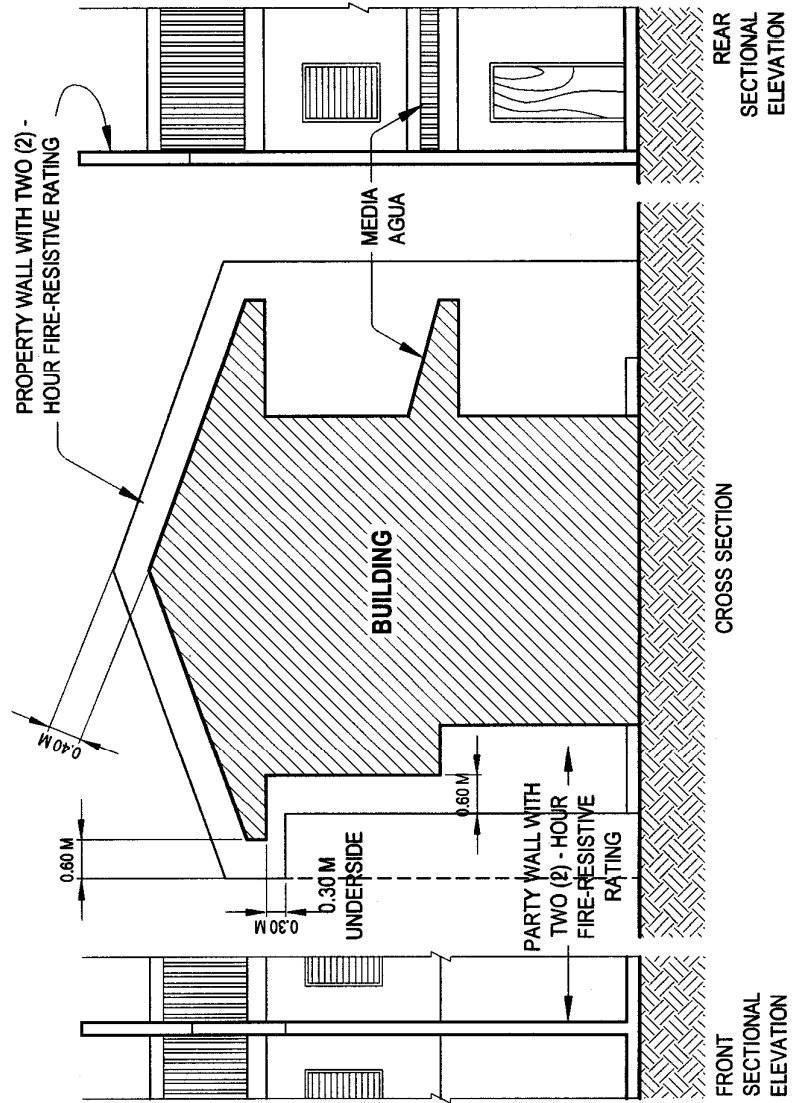 PROPERTY WALL WITH TWO (2) -
HOUR FIRE-RESISTIVE RATING
0.40 M
0.60 M
0.30 M
0.30 M
UNDERSIDE
BUILDING
MEDIA
AGUA
0.60 M
PARTY WALL WITH
TWO (2) - HOUR
FIRE-RESISTIVE
RATING
FRONT
SECTIONAL
ELEVATION
CROSS SECTION
REAR
SECTIONAL
ELEVATION